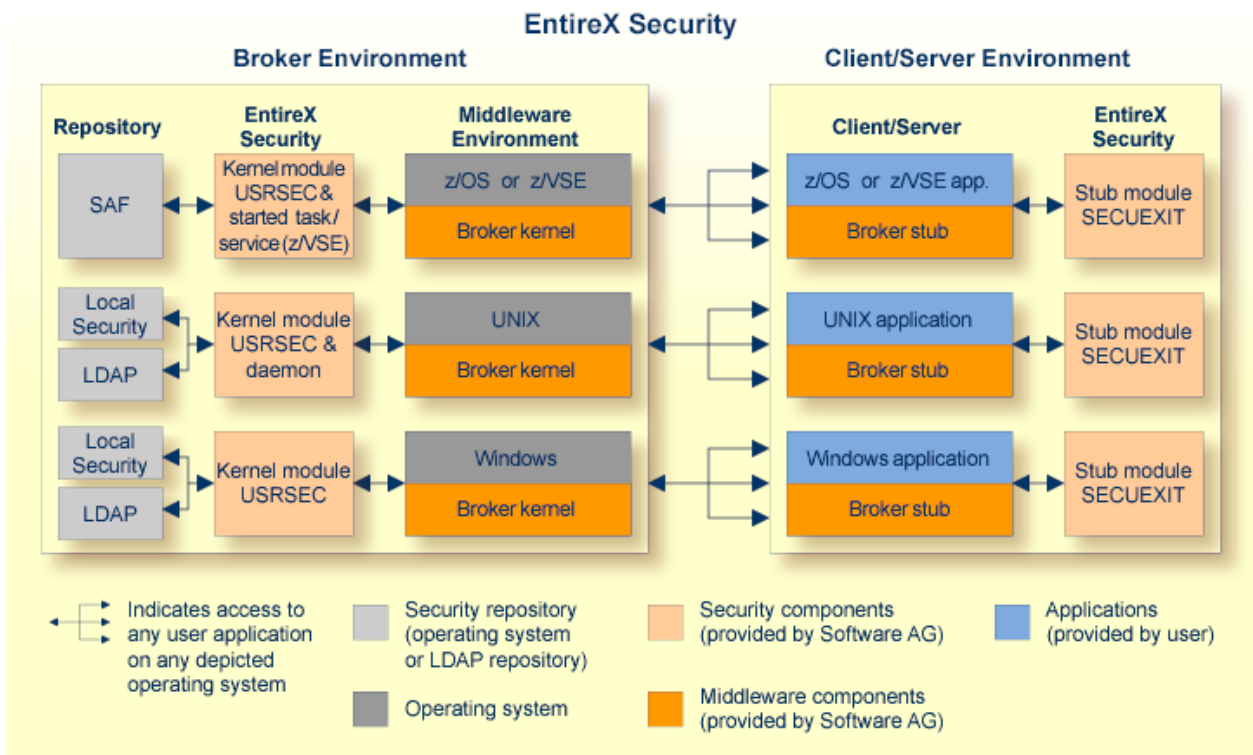 EntireX Security
Broker Environment
Client/Server Environment
Repository
EntireX
Security
Middleware
Environment
Client/Server
EntireX
Security
SAF
Kernel module
USRSEC &
started task/
service (z/VSE)
z/OS or z/VSE
Broker kernel
z/OS or z/VSE app.
Broker stub
Stub module
SECUEXIT
Local
Security
LDAP
Kernel module
USRSEC &
daemon
UNIX
Broker kernel
UNIX application
Broker stub
Stub module
SECUEXIT
Local
Security
LDAP
Kernel module
USRSEC
Windows
Broker kernel
Windows application
Broker stub
Stub module
SECUEXIT
Indicates access to
any user application
on any depicted
operating system
Security repository
(operating system
or LDAP repository)
Operating system
Security components
(provided by Software AG)
Middleware components
(provided by Software AG)
Applications
(provided by user)